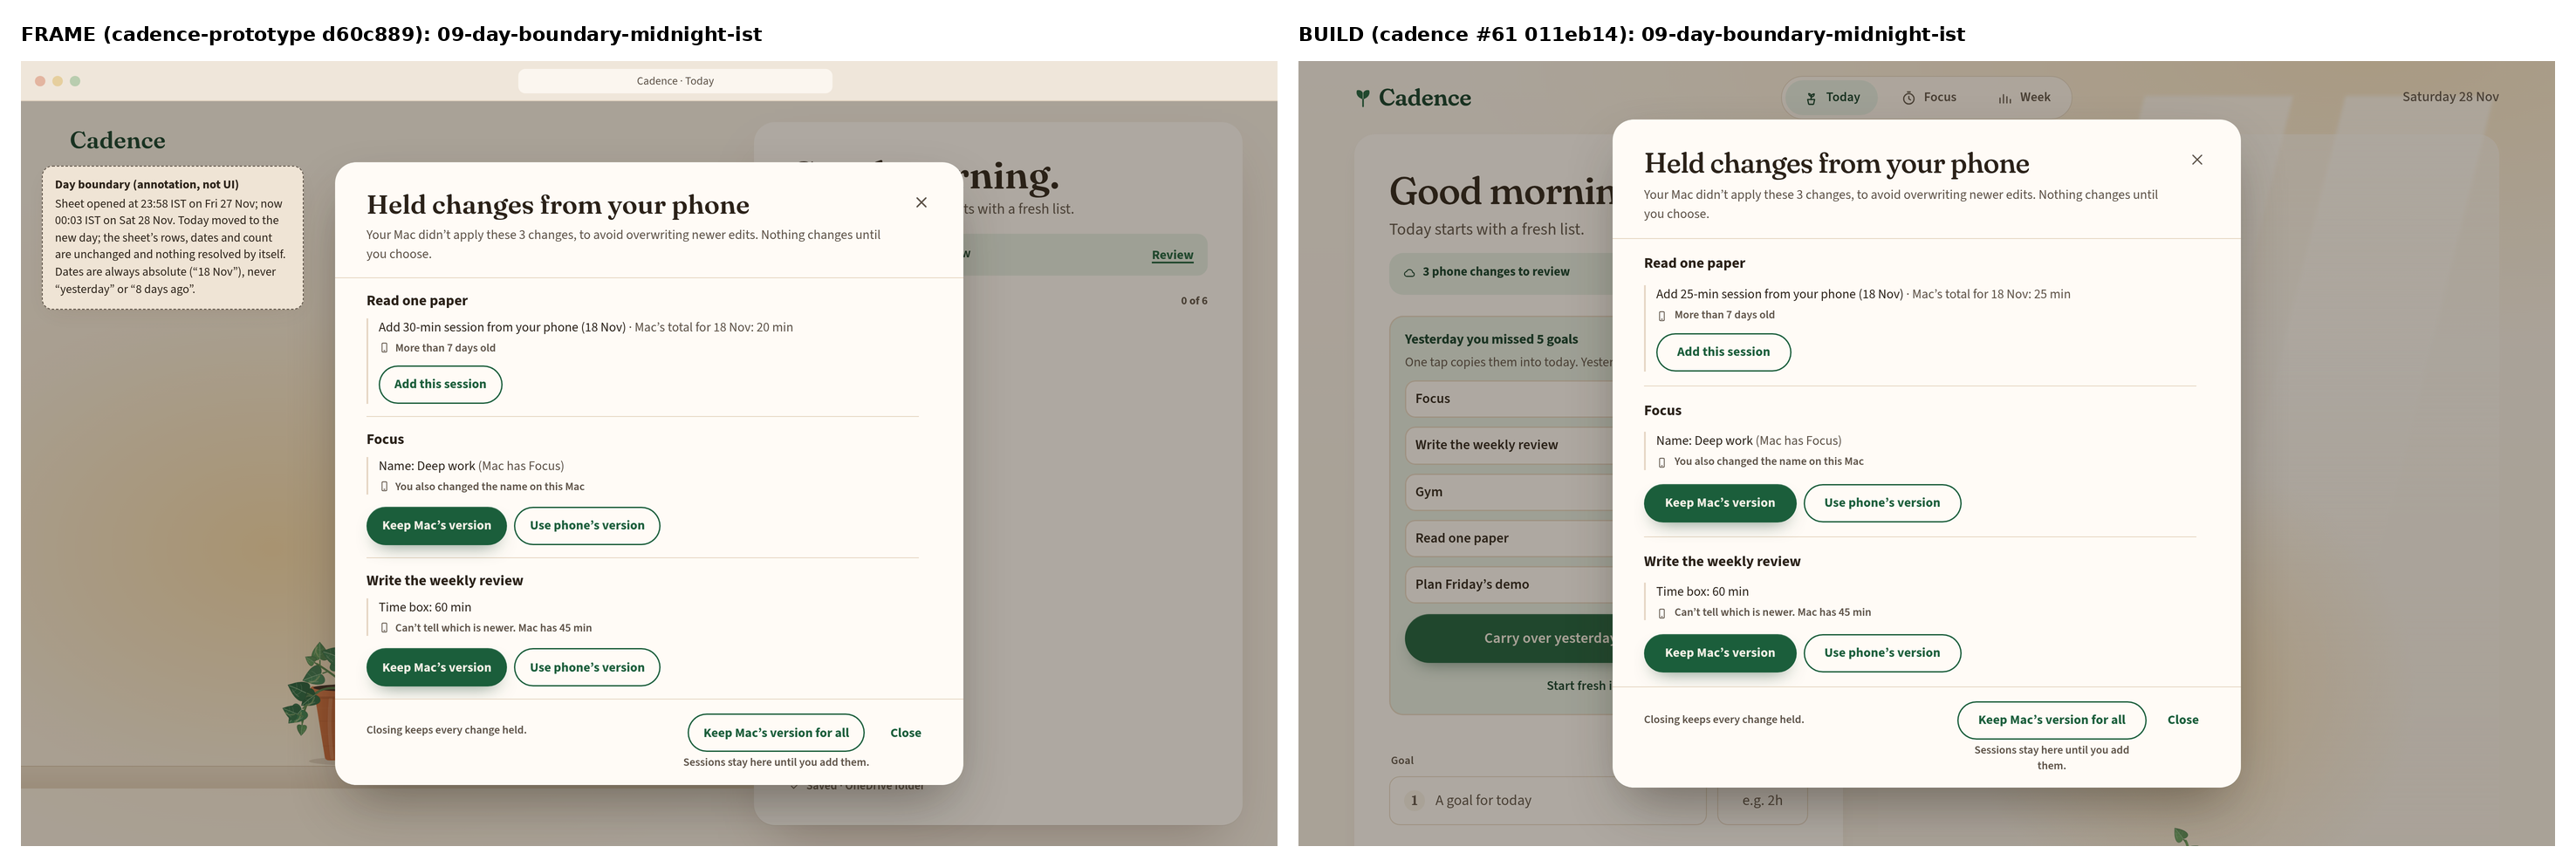 FRAME (cadence-prototype d60c889): 09-day-boundary-midnight-ist
Cadence · Today
Cadence
Day boundary (annotation, not UI)
Sheet opened at 23:58 IST on Fri 27 Nov; now
00:03 IST on Sat 28 Nov. Today moved to the
new day; the sheet’s rows, dates and count
are unchanged and nothing resolved by itself.
Dates are always absolute (“18 Nov”), never
“yesterday” or “8 days ago”.
rning.
ts with a fresh list.
Review
0 of 6
Held changes from your phone
Your Mac didn’t apply these 3 changes, to avoid overwriting newer edits. Nothing changes until
you choose.
Read one paper
Add 30-min session from your phone (18 Nov) · Mac’s total for 18 Nov: 20 min
More than 7 days old
Add this session
Focus
Name: Deep work (Mac has Focus)
You also changed the name on this Mac
Keep Mac’s version
Use phone’s version
Write the weekly review
Time box: 60 min
Can’t tell which is newer. Mac has 45 min
Keep Mac’s version
Use phone’s version
Closing keeps every change held.
Keep Mac’s version for all
Close
Sessions stay here until you add them.
Saved · OneDrive folder
BUILD (cadence #61 011eb14): 09-day-boundary-midnight-ist
Cadence
Today
Focus
Week
Saturday 28 Nov
Good mornin
Today starts with a fresh list.
3 phone changes to review
Yesterday you missed 5 goals
One tap copies them into today. Yester
Focus
Write the weekly review
Gym
Read one paper
Plan Friday’s demo
Carry over yesterday
Start fresh i
Goal
1
A goal for today
e.g. 2h
Held changes from your phone
Your Mac didn’t apply these 3 changes, to avoid overwriting newer edits. Nothing changes until
you choose.
Read one paper
Add 25-min session from your phone (18 Nov) · Mac’s total for 18 Nov: 25 min
More than 7 days old
Add this session
Focus
Name: Deep work (Mac has Focus)
You also changed the name on this Mac
Keep Mac’s version
Use phone’s version
Write the weekly review
Time box: 60 min
Can’t tell which is newer. Mac has 45 min
Keep Mac’s version
Use phone’s version
Closing keeps every change held.
Keep Mac’s version for all
Close
Sessions stay here until you add
them.